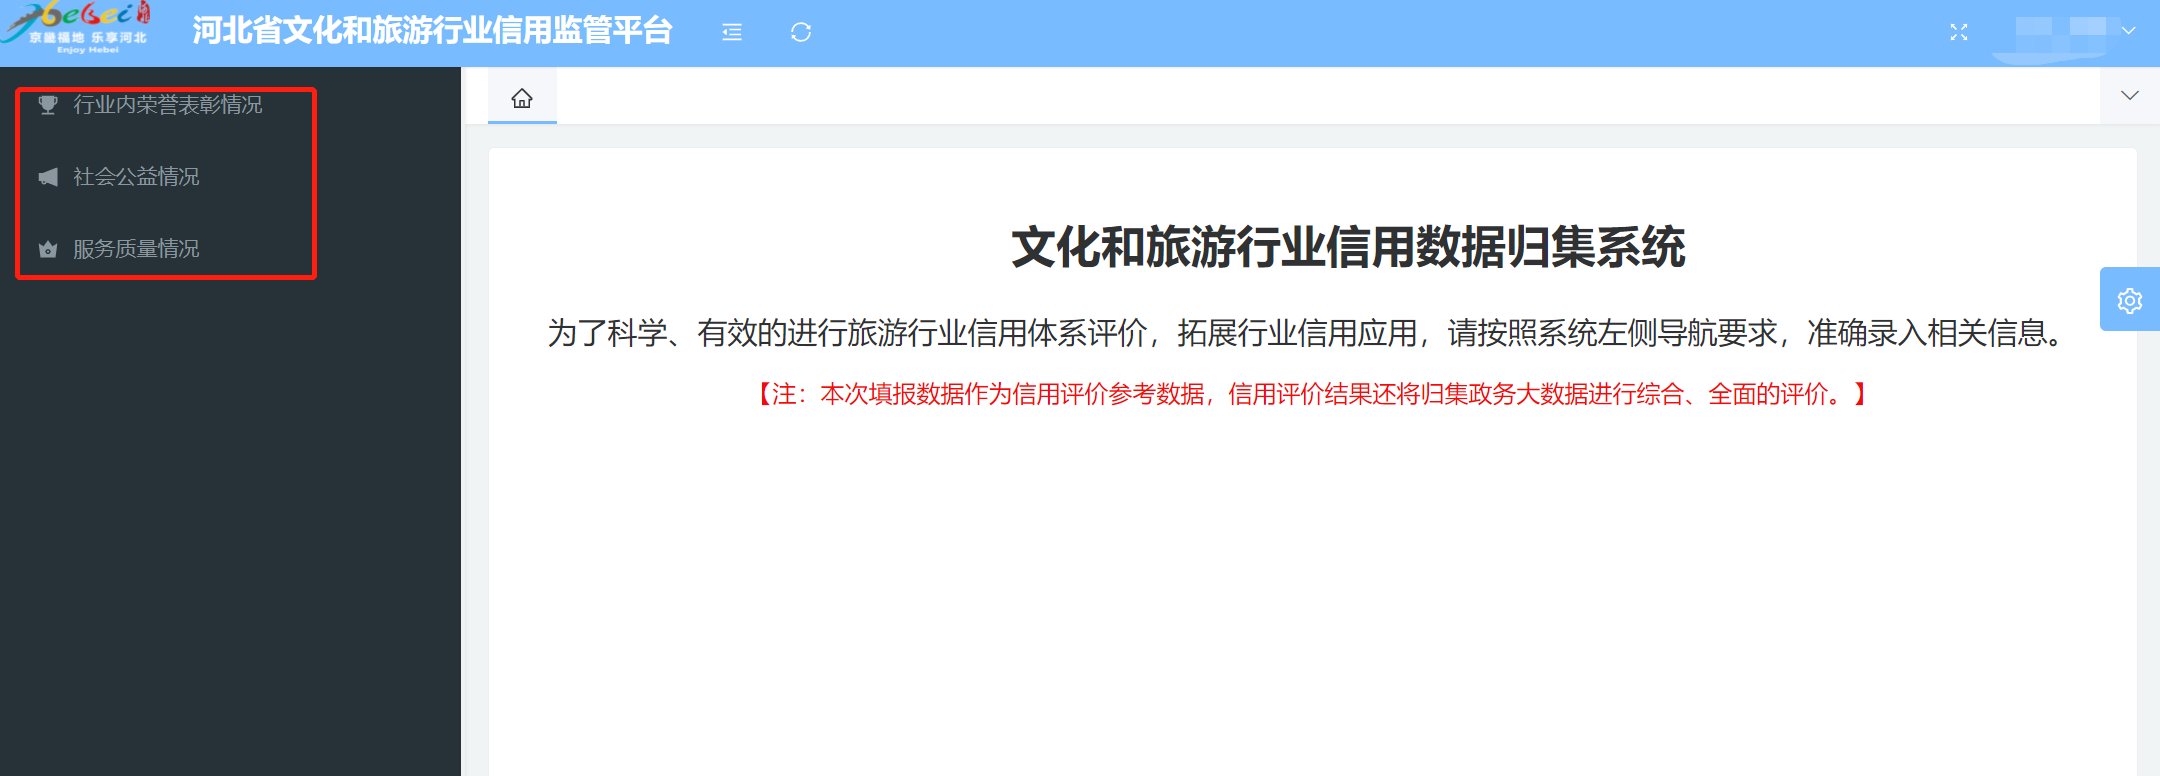 Hebei
京畿福地 乐享河北
Enjoy Hebei
河北省文化和旅游行业信用监管平台
行业内荣誉表彰情况
社会公益情况
服务质量情况
文化和旅游行业信用数据归集系统
为了科学、有效的进行旅游行业信用体系评价，拓展行业信用应用，请按照系统左侧导航要求，准确录入相关信息。
【注：本次填报数据作为信用评价参考数据，信用评价结果还将归集政务大数据进行综合、全面的评价。】